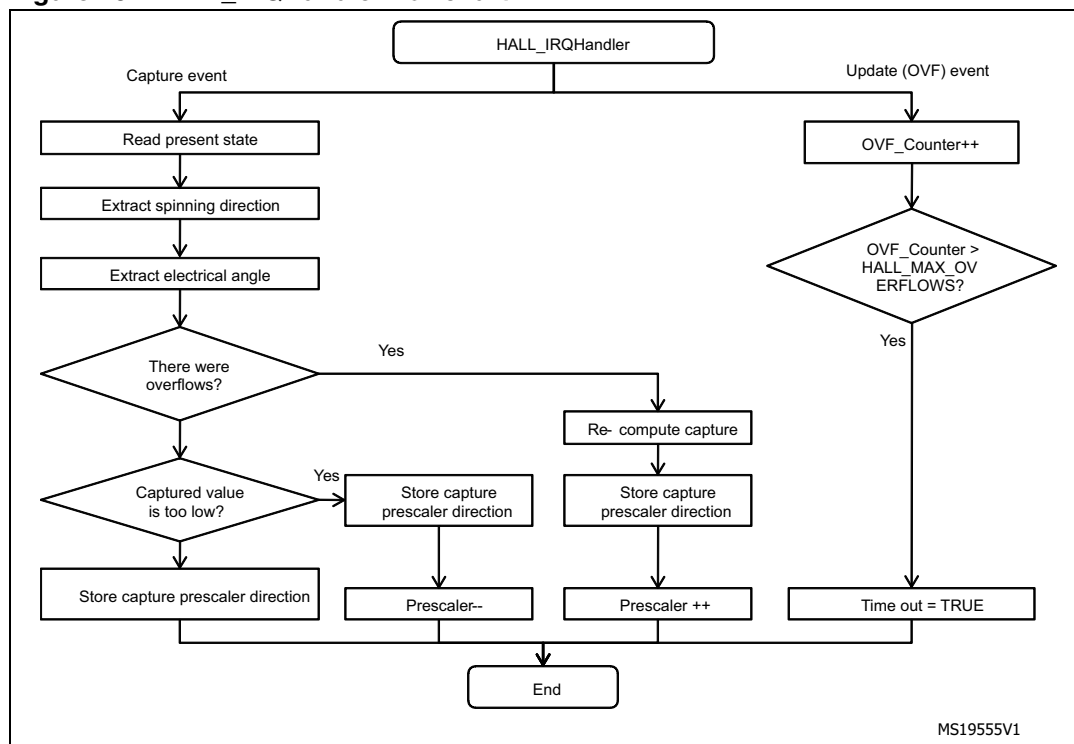 HALL_IRQHandler
Capture event
Update (OVF) event
Read present state
OVF_Counter++
Extract spinning direction
OVF_Counter >
HALL_MAX_OV
ERFLOWS?
Extract electrical angle
Yes
Yes
There were
overflows?
Re- compute capture
Yes
Captured value
is too low?
Store capture
prescaler direction
Store capture
prescaler direction
Store capture prescaler direction
Prescaler--
Prescaler ++
Time out = TRUE
End
MS19555V1